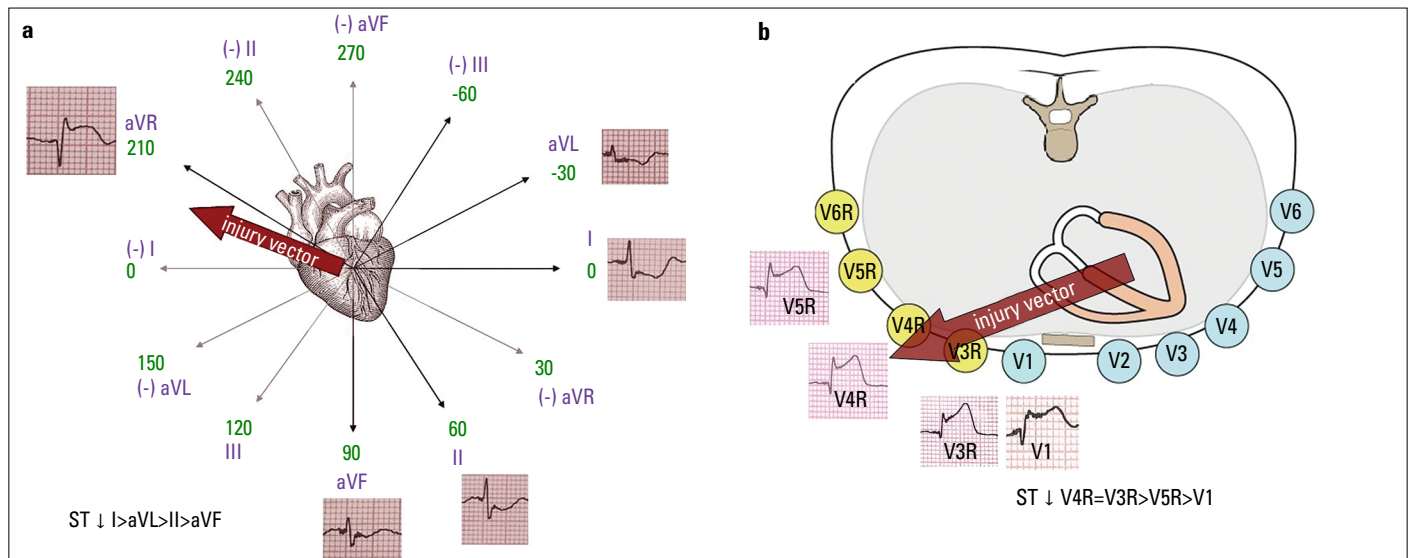 a
(-) aVF
270
(-) II
240
(-) III
-60
aVR
210
aVL
-30
injury vector
(-) I
0
I
0
150
(-) aVL
30
(-) aVR
120
III
60
II
90
aVF
ST ↓ I>aVL>II>aVF
b
V6R
V6
V5R
V5
V5R
injury vector
V4R
V4
V3R
V1
V2
V3
V4R
V3R
V1
ST ↓ V4R=V3R>V5R>V1